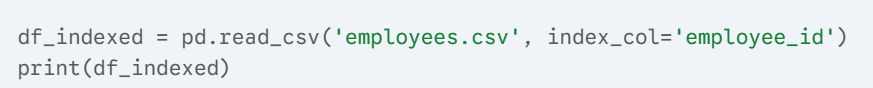 df_indexed = pd.read_csv('employees.csv', index_col='employee_id')
print(df_indexed)